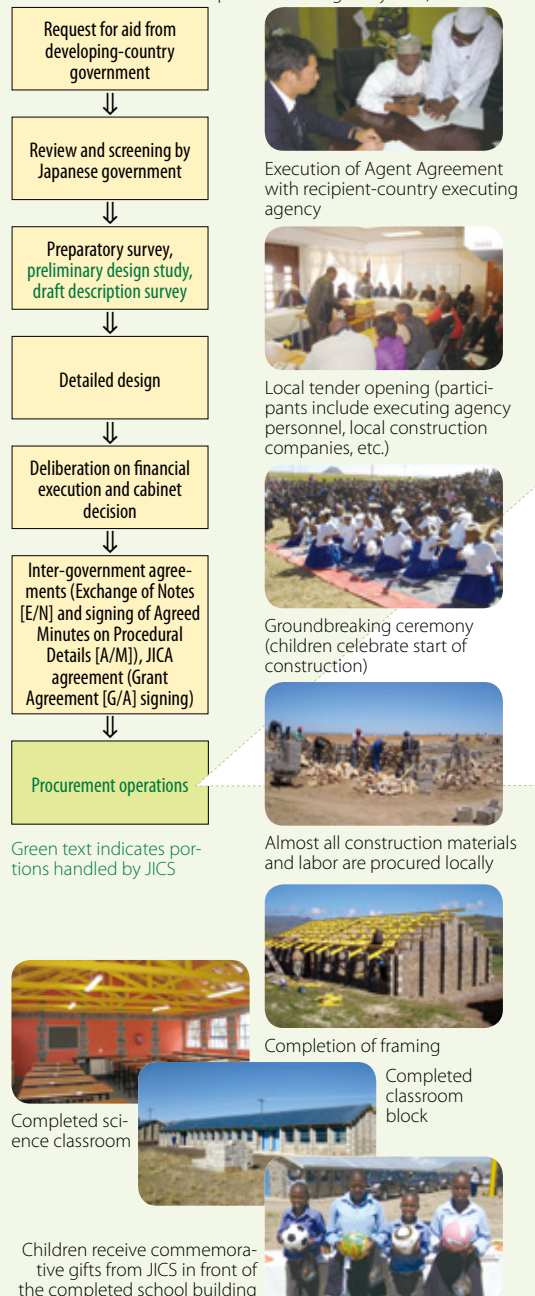 Request for aid from
developing-country
government
Review and screening by
Japanese government
Preparatory survey,
preliminary design study,
draft description survey
Detailed design
Deliberation on financial
execution and cabinet
decision
Inter-government agree-
ments (Exchange of Notes
[E/N] and signing of Agreed
Minutes on Procedural
Details [A/M]), JICA
agreement (Grant
Agreement [G/A] signing)
Procurement operations
Green text indicates por-
tions handled by JICS
Execution of Agent Agreement
with recipient-country executing
agency
Local tender opening (partici-
pants include executing agency
personnel, local construction
companies, etc.)
Groundbreaking ceremony
(children celebrate start of
construction)
Almost all construction materials
and labor are procured locally
Completion of framing
Completed sci-
ence classroom
Completed
classroom
block
Children receive commemora-
tive gifts from JICS in front of
the completed school building